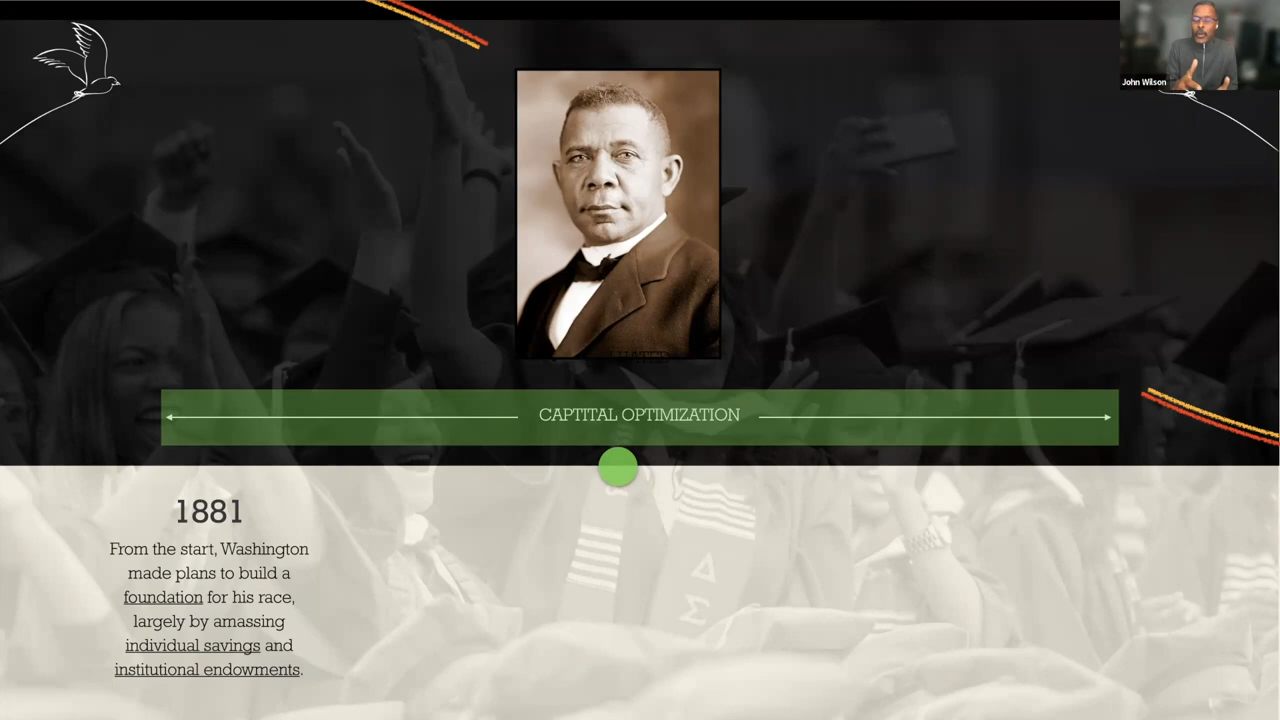 John Wilson
CAPTITAL OPTIMIZATION
1881
From the start, Washington
made plans to build a
foundation for his race,
largely by amassing
individual savings and
institutional endowments.
Δ
Σ